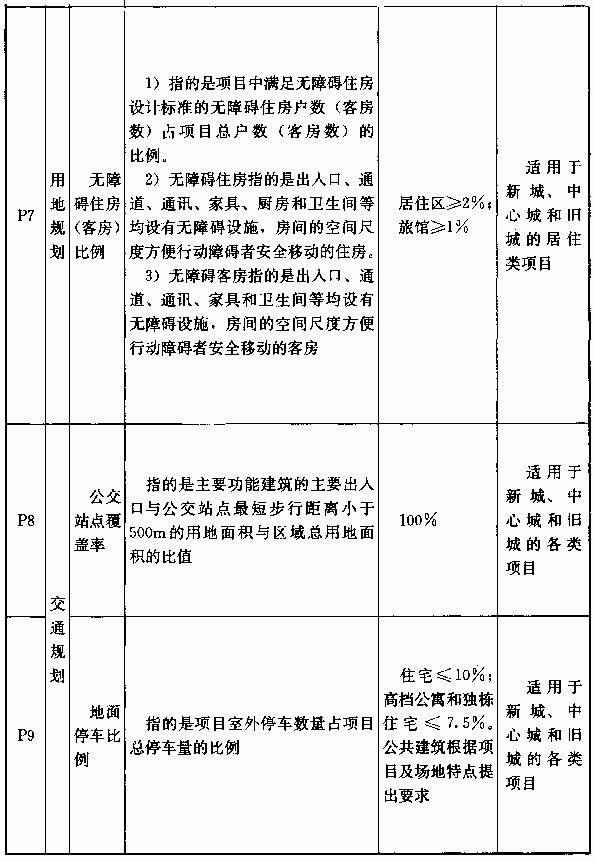 P7
用
地
规
划
无障
碍住房
（客房）
比例
1）指的是项目中满足无障碍住房
设计标准的无障碍住房户数（客房
数）占项目总户数（客房数）的
比例。
2）无障碍住房指的是出入口、通
道、通讯、家具、厨房和卫生间等
均设有无障碍设施，房间的空间尺
度方便行动障碍者安全移动的住房。
3）无障碍客房指的是出入口、通
道、通讯、家具和卫生间等均设有
无障碍设施，房间的空间尺度方便
行动障碍者安全移动的客房
居住区≥2%；
旅馆≥1%
适用于
新城、中
心城和旧
城的居住
类项目
P8
交
通
规
划
公交
站点覆
盖率
指的是主要功能建筑的主要出入
口与公交站点最短步行距离小于
500m的用地面积与区域总用地面
积的比值
100%
适用于
新城、中
心城和旧
城的各类
项目
P9
地面
停车比
例
指的是项目室外停车数量占项目
总停车量的比例
住宅≤10%；
高档公寓和独栋
住宅≤7.5%。
公共建筑根据项
目及场地特点提
出要求
适用于
新城、中
心城和旧
城的各类
项目